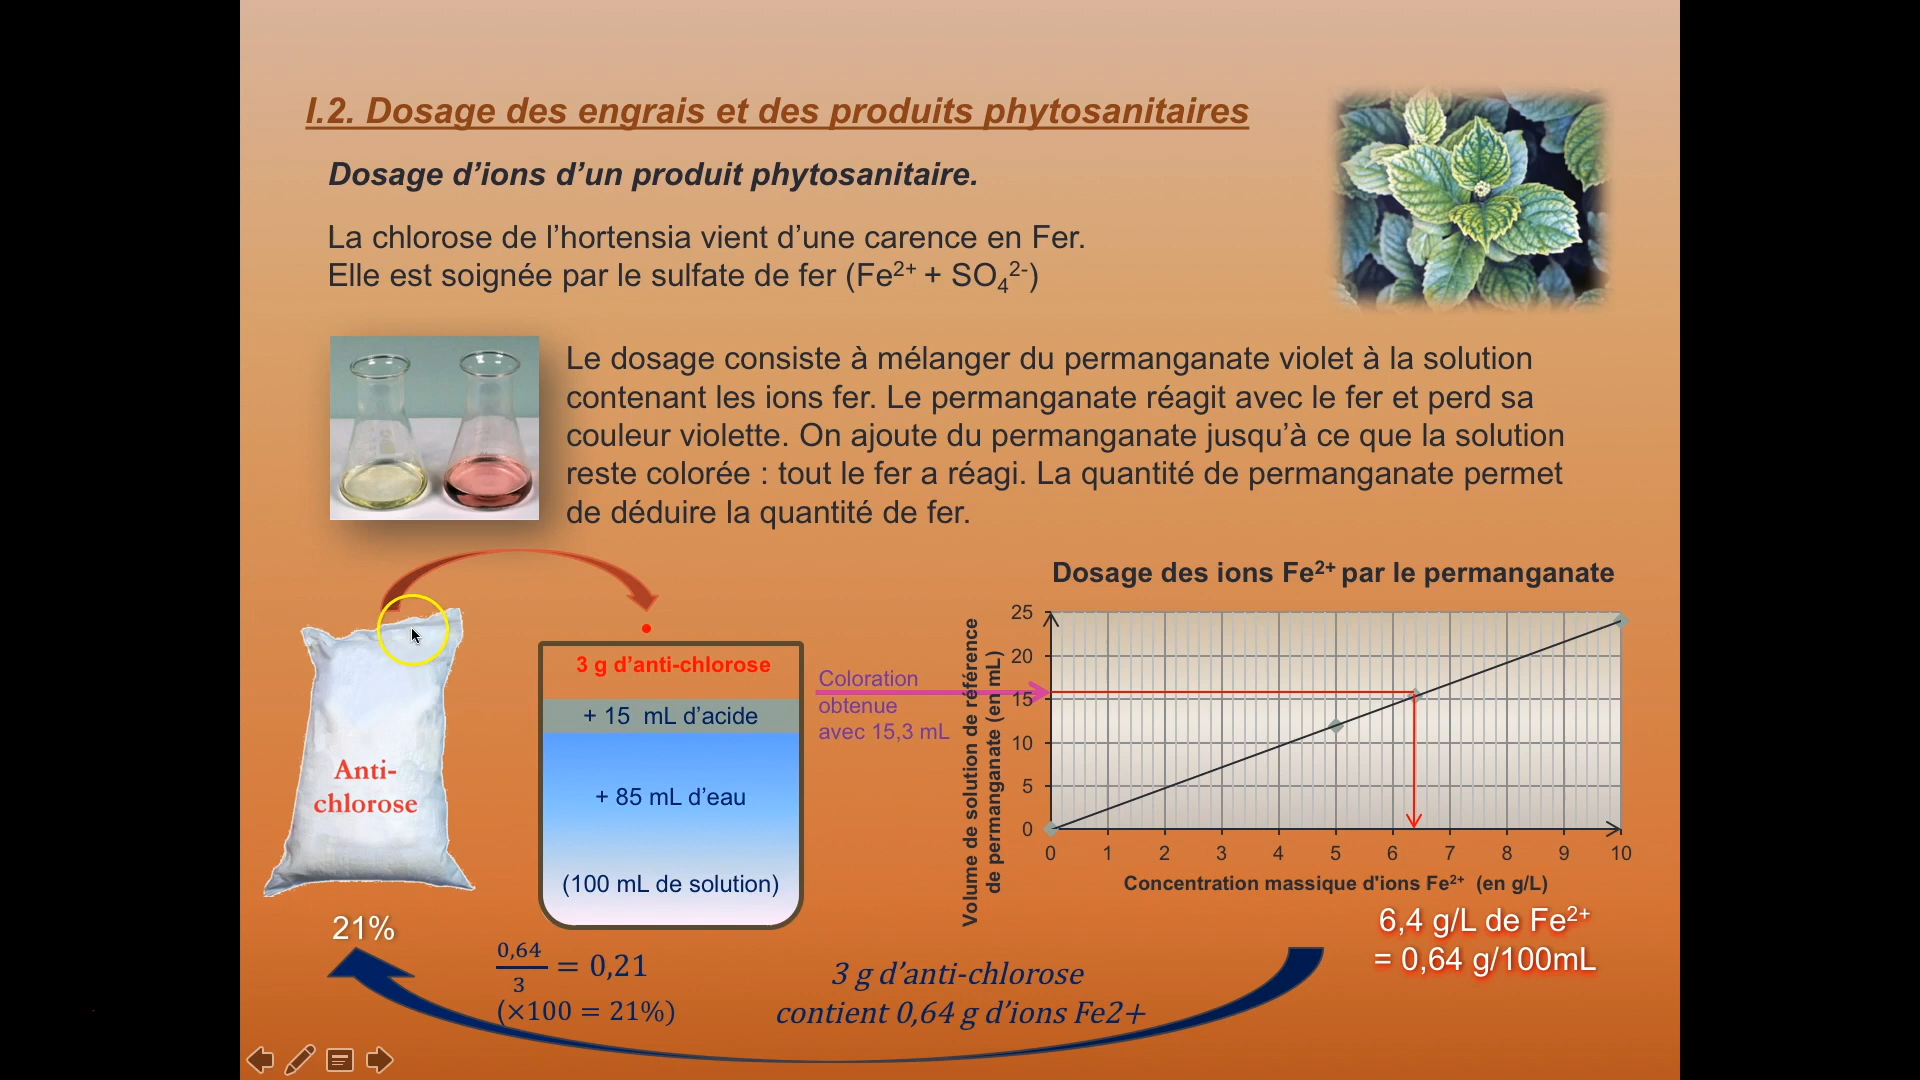 I.2. Dosage des engrais et des produits phytosanitaires
Dosage d’ions d’un produit phytosanitaire.
La chlorose de l’hortensia vient d’une carence en Fer.
Elle est soignée par le sulfate de fer (Fe²⁺ + SO₄²⁻)
Le dosage consiste à mélanger du permanganate violet à la solution
contenant les ions fer. Le permanganate réagit avec le fer et perd sa
couleur violette. On ajoute du permanganate jusqu’à ce que la solution
reste colorée : tout le fer a réagi. La quantité de permanganate permet
de déduire la quantité de fer.
Anti-
chlorose
21%
3 g d’anti-chlorose
+ 15 mL d’acide
+ 85 mL d’eau
(100 mL de solution)
Coloration
obtenue
avec 15,3 mL
Dosage des ions Fe²⁺ par le permanganate
Volume de solution de référence
de permanganate (en mL)
25
20
15
10
5
0
0 1 2 3 4 5 6 7 8 9 10
Concentration massique d'ions Fe²⁺ (en g/L)
6,4 g/L de Fe²⁺
= 0,64 g/100mL
3 g d’anti-chlorose
contient 0,64 g d’ions Fe2+
0,64/3 = 0,21
(×100 = 21%)